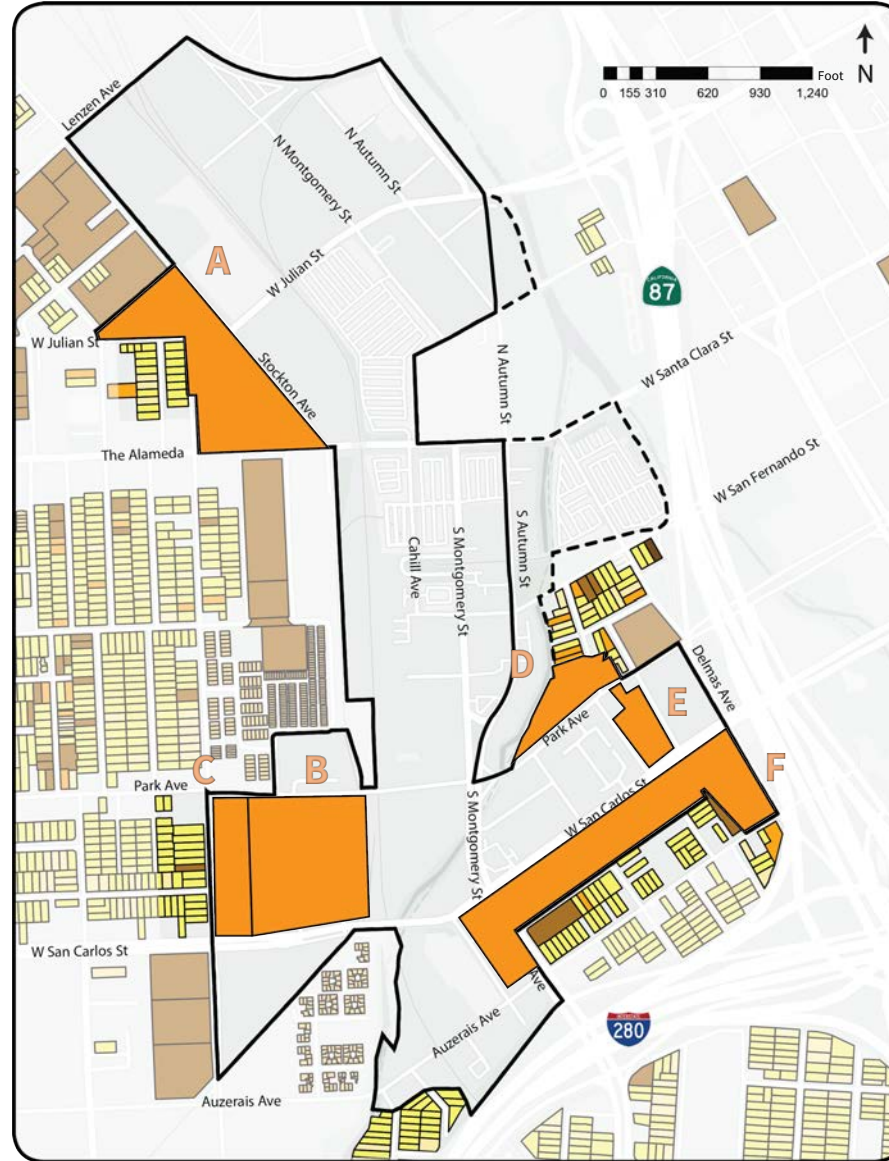 Foot
N
0 155 310 620 930 1,240
Lenzen Ave
N Montgomery St
N Autumn St
A
W Julian St
CALIFORNIA
87
W Julian St
Stockton Ave
N Autumn St
W Santa Clara St
The Alameda
W San Fernando St
Cahill Ave
S Montgomery St
S Autumn St
D
Delmas Ave
Park Ave
E
C
B
F
Park Ave
S Montgomery St
W San Carlos St
W San Carlos St
Ave
Auzerais Ave
280
Auzerais Ave